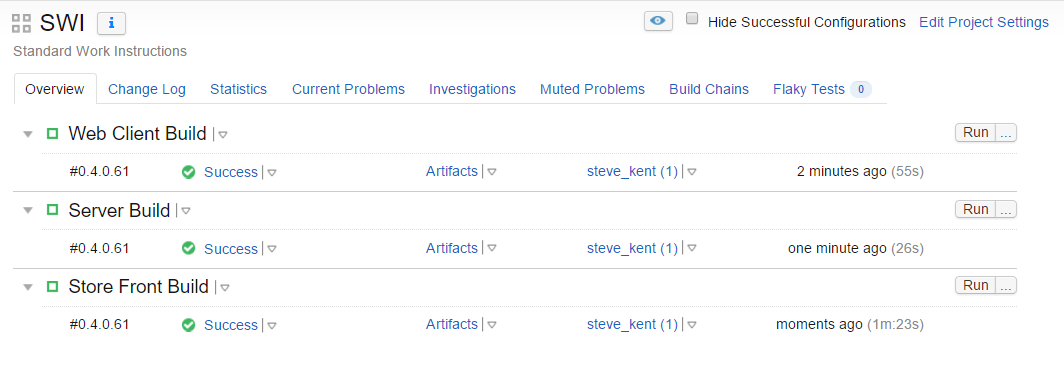 SWI i Hide Successful Configurations Edit Project Settings
Standard Work Instructions
Overview Change Log Statistics Current Problems Investigations Muted Problems Build Chains Flaky Tests 0
Web Client Build Run ...
#0.4.0.61 Success Artifacts steve_kent (1) 2 minutes ago (55s)
Server Build Run ...
#0.4.0.61 Success Artifacts steve_kent (1) one minute ago (26s)
Store Front Build Run ...
#0.4.0.61 Success Artifacts steve_kent (1) moments ago (1m:23s)